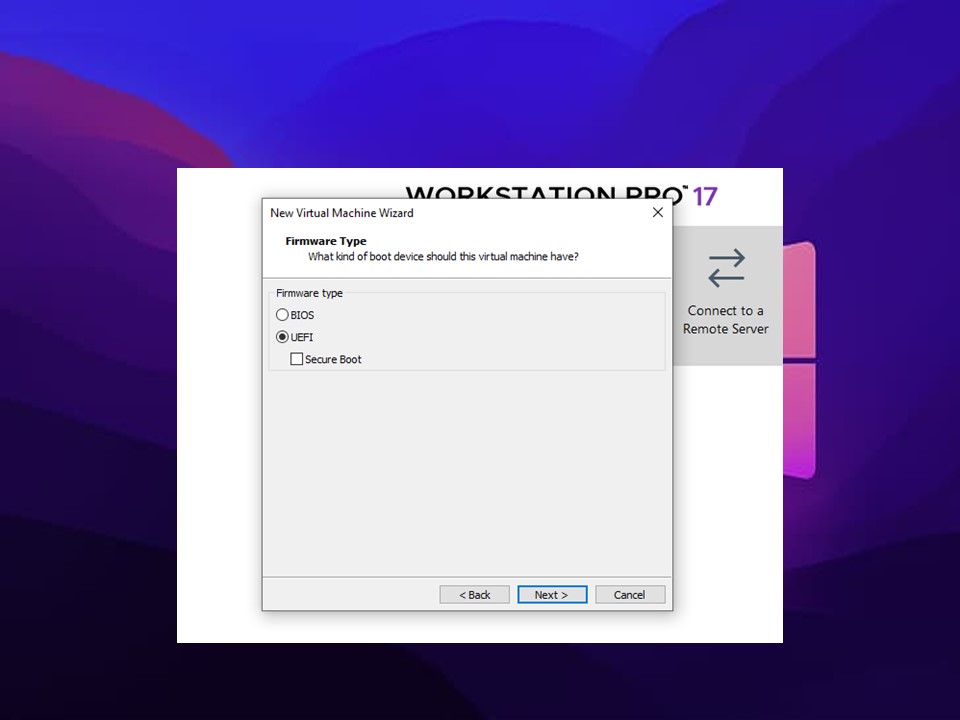 WORKSTATION PRO™ 17
New Virtual Machine Wizard
Firmware Type
What kind of boot device should this virtual machine have?
Firmware type
BIOS
UEFI
Secure Boot
Connect to a
Remote Server
< Back
Next >
Cancel